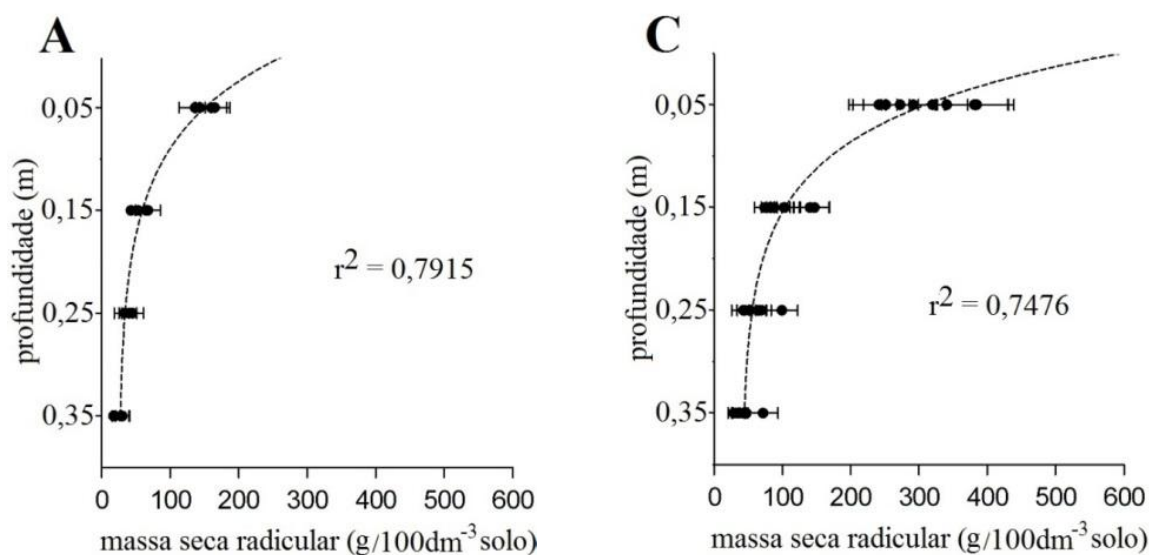 A
profundidade (m)
0,05
0,15
0,25
0,35
r² = 0,7915
0 100 200 300 400 500 600
massa seca radicular (g/100dm⁻³ solo)
C
profundidade (m)
0,05
0,15
0,25
0,35
r² = 0,7476
0 100 200 300 400 500 600
massa seca radicular (g/100dm⁻³ solo)